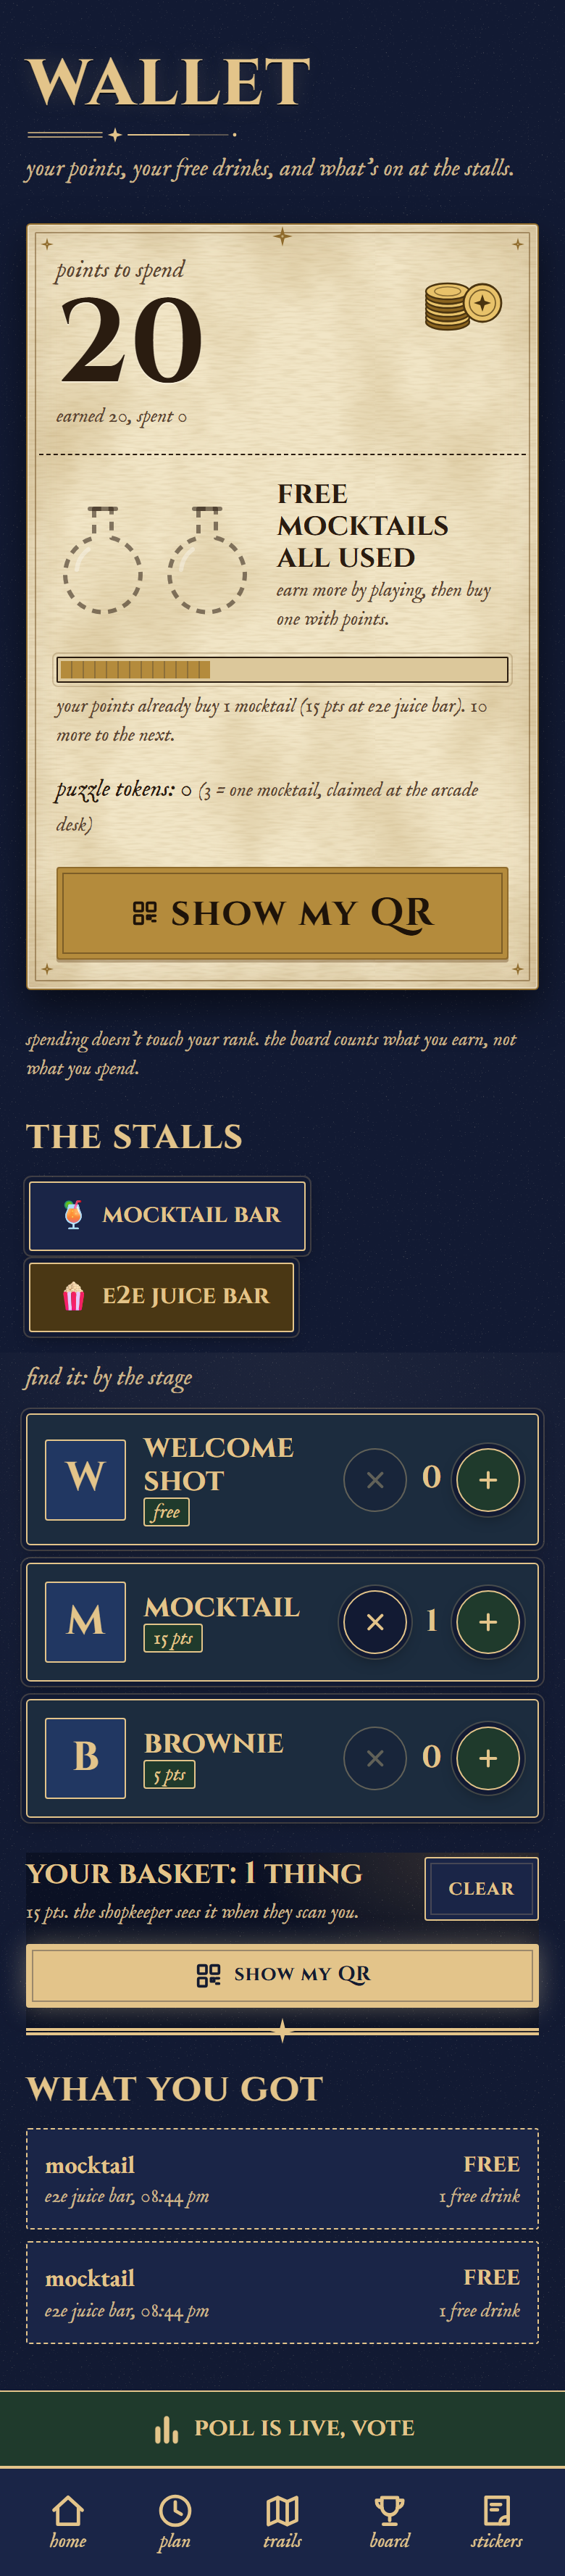 WALLET
your points, your free drinks, and what's on at the stalls.
points to spend
20
earned 20, spent 0
FREE
MOCKTAILS
ALL USED
earn more by playing, then buy
one with points.
your points already buy 1 mocktail (15 pts at e2e juice bar). 10
more to the next.
puzzle tokens: 0 (3 = one mocktail, claimed at the arcade
desk)
SHOW MY QR
spending doesn't touch your rank. the board counts what you earn, not
what you spend.
THE STALLS
MOCKTAIL BAR
E2E JUICE BAR
find it: by the stage
W
WELCOME
SHOT
free
0
M
MOCKTAIL
15 pts
1
B
BROWNIE
5 pts
0
YOUR BASKET: 1 THING
15 pts. the shopkeeper sees it when they scan you.
CLEAR
SHOW MY QR
WHAT YOU GOT
mocktail FREE
e2e juice bar, 08:44 pm 1 free drink
mocktail FREE
e2e juice bar, 08:44 pm 1 free drink
POLL IS LIVE, VOTE
home plan trails board stickers